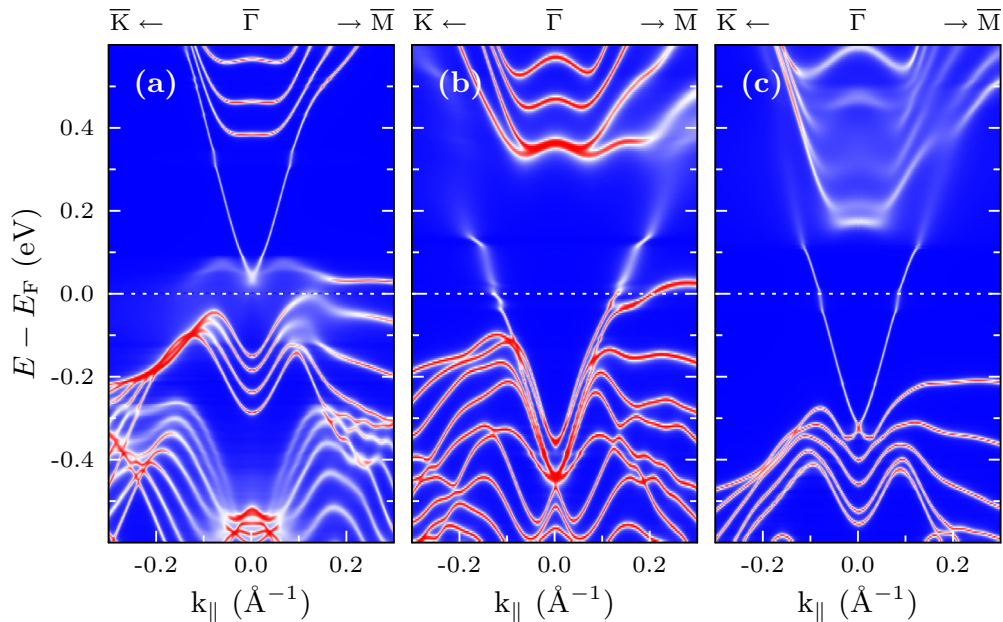 K̅ ← Γ̅ → M̅ K̅ ← Γ̅ → M̅ K̅ ← Γ̅ → M̅
(a) (b) (c)
0.4
0.2
0.0
-0.2
-0.4
E − E_F (eV)
-0.2 0.0 0.2 -0.2 0.0 0.2 -0.2 0.0 0.2
k∥ (Å⁻¹) k∥ (Å⁻¹) k∥ (Å⁻¹)